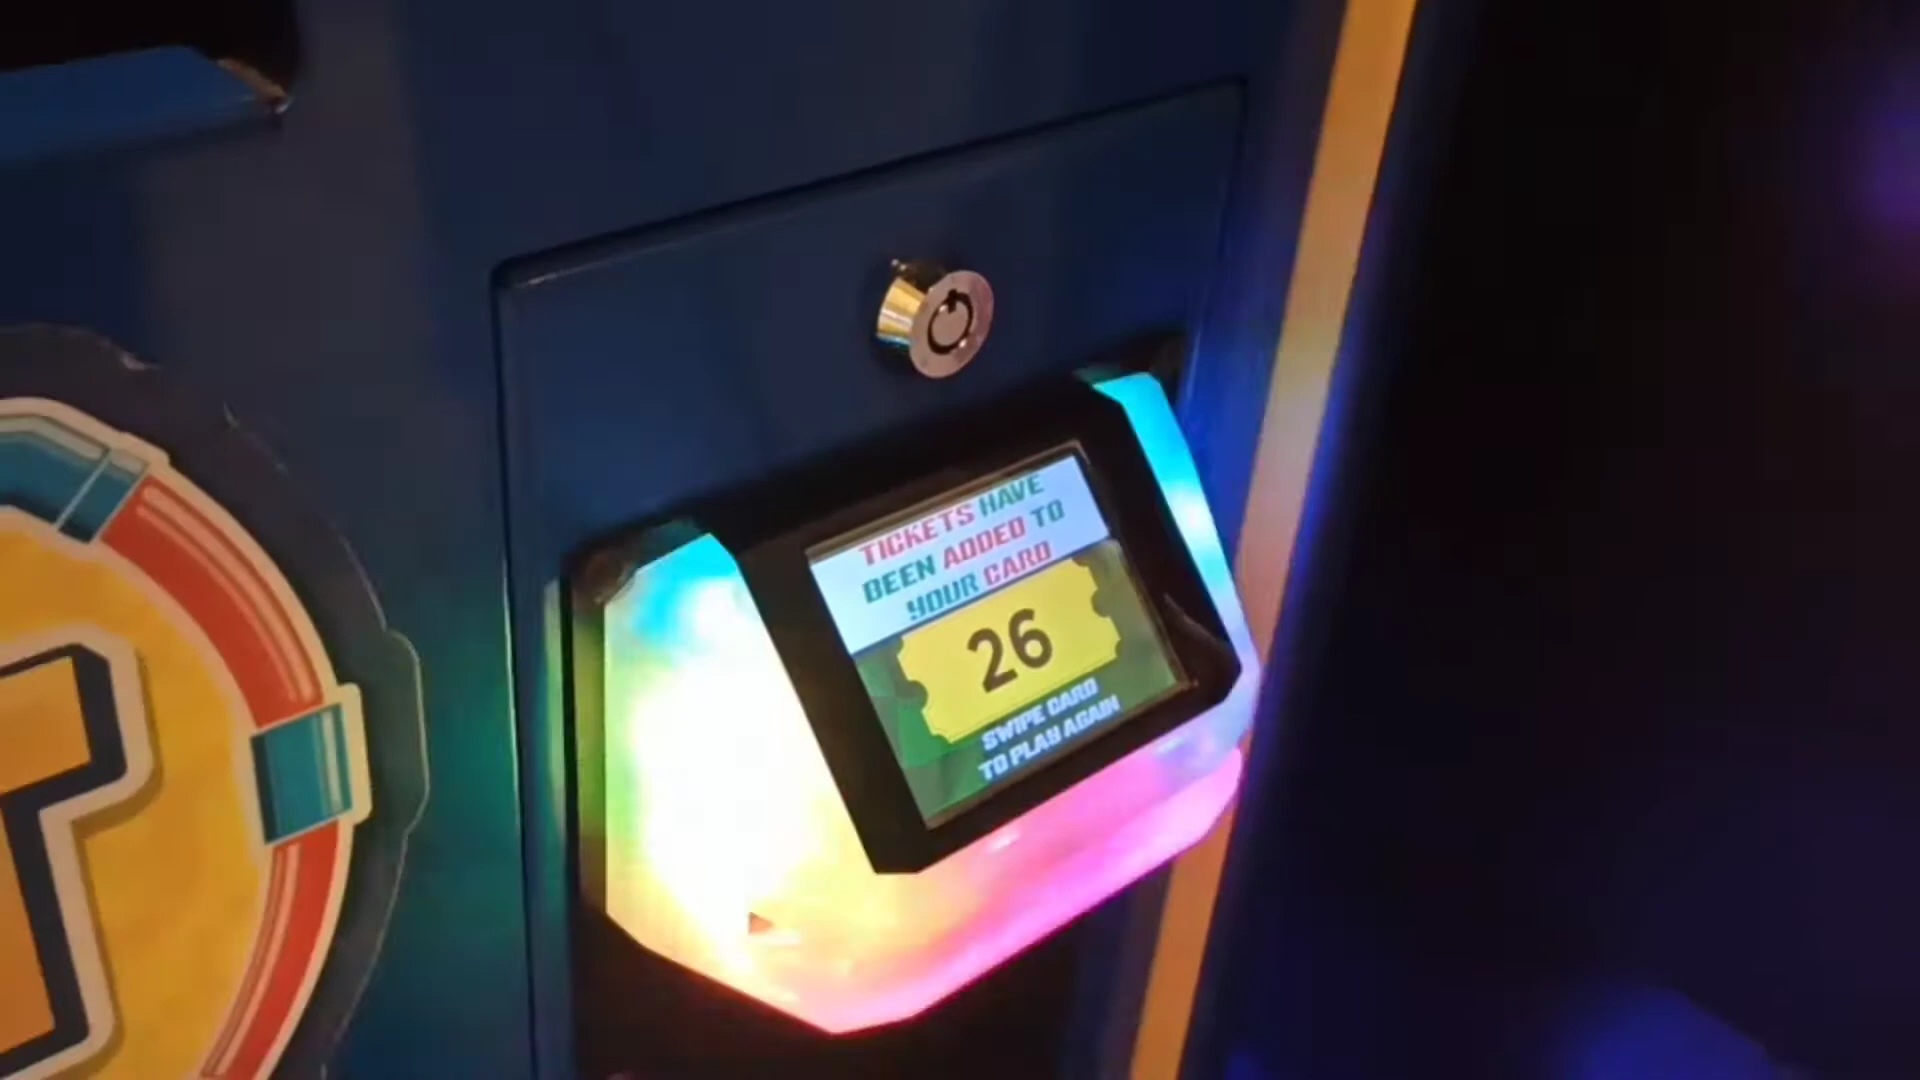 TICKETS HAVE
BEEN ADDED TO
YOUR CARD
26
SWIPE CARD
TO PLAY AGAIN